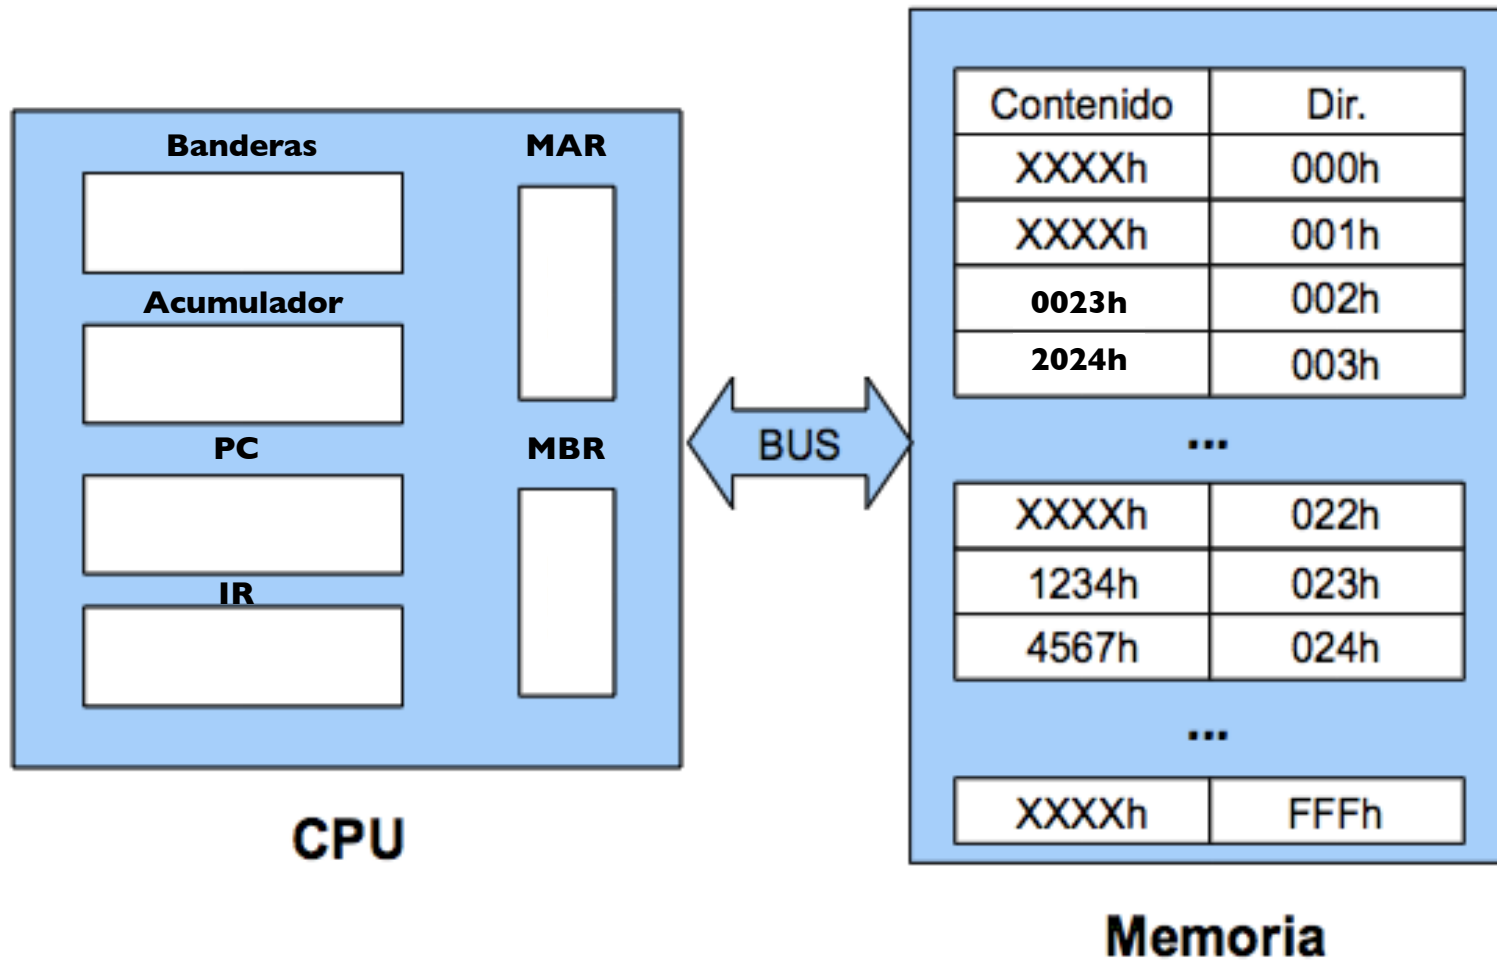 Banderas
MAR
Acumulador
PC
MBR
IR
CPU
BUS
Contenido Dir.
XXXXh 000h
XXXXh 001h
0023h 002h
2024h 003h
...
XXXXh 022h
1234h 023h
4567h 024h
...
XXXXh FFFh
Memoria